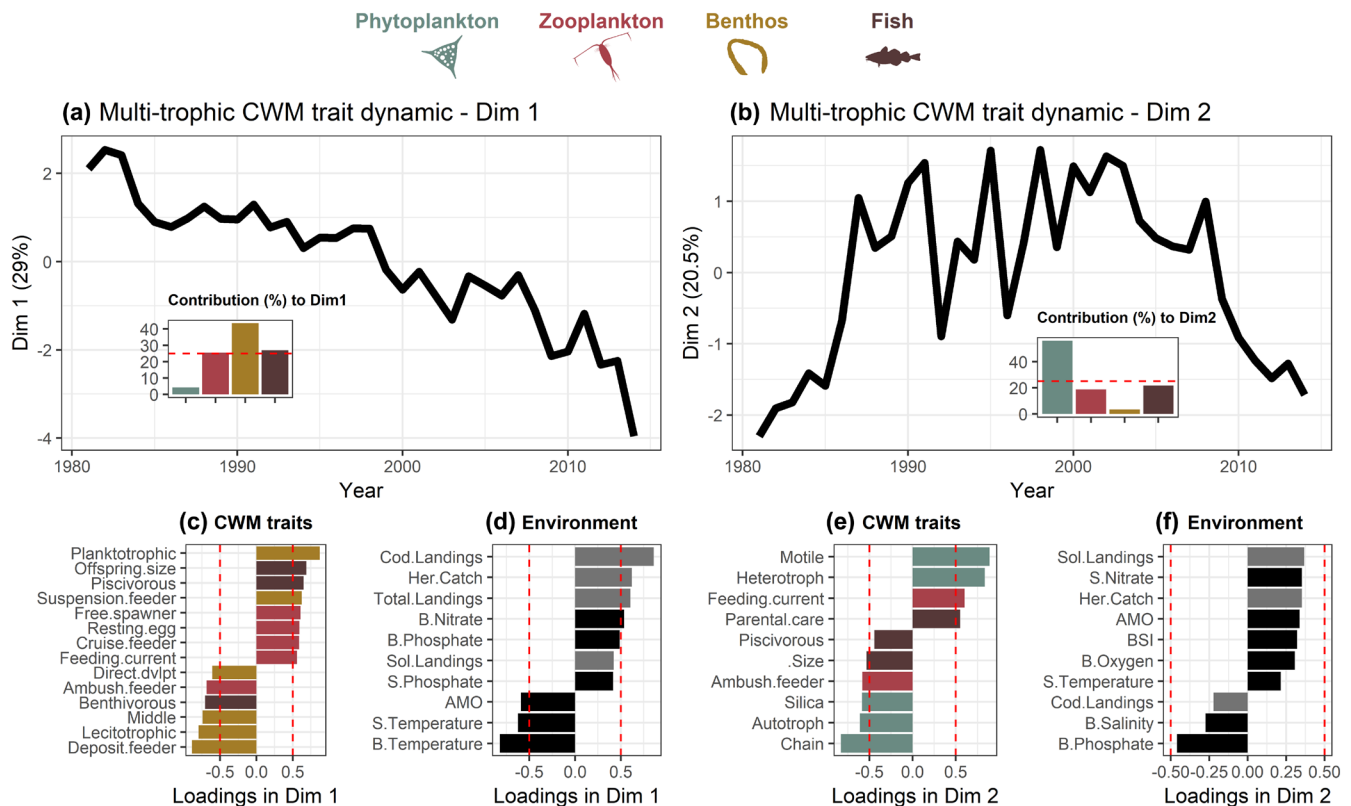 Phytoplankton Zooplankton Benthos Fish
(a) Multi-trophic CWM trait dynamic - Dim 1
Dim 1 (29%)
2
0
-2
-4
Contribution (%) to Dim1
40
30
20
10
0
1980 1990 2000 2010
Year
(b) Multi-trophic CWM trait dynamic - Dim 2
Dim 2 (20.5%)
1
0
-1
-2
Contribution (%) to Dim2
40
20
0
1980 1990 2000 2010
Year
(c) CWM traits
Planktotrophic
Offspring.size
Piscivorous
Suspension.feeder
Free.spawner
Resting.egg
Cruise.feeder
Feeding.current
Direct.dvlpt
Ambush.feeder
Benthivorous
Middle
Lecitotrophic
Deposit.feeder
-0.5 0.0 0.5
Loadings in Dim 1
(d) Environment
Cod.Landings
Her.Catch
Total.Landings
B.Nitrate
B.Phosphate
Sol.Landings
S.Phosphate
AMO
S.Temperature
B.Temperature
-0.5 0.0 0.5
Loadings in Dim 1
(e) CWM traits
Motile
Heterotroph
Feeding.current
Parental.care
Piscivorous
.Size
Ambush.feeder
Silica
Autotroph
Chain
-0.5 0.0 0.5
Loadings in Dim 2
(f) Environment
Sol.Landings
S.Nitrate
Her.Catch
AMO
BSI
B.Oxygen
S.Temperature
Cod.Landings
B.Salinity
B.Phosphate
-0.50 -0.25 0.00 0.25 0.50
Loadings in Dim 2